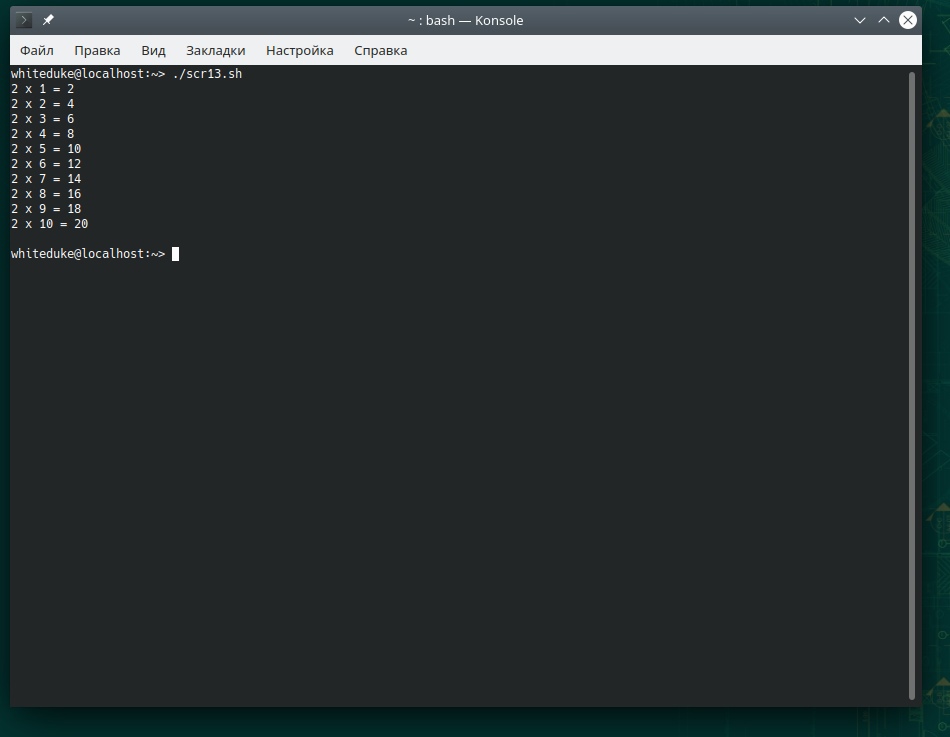 ~ : bash — Konsole
Файл Правка Вид Закладки Настройка Справка
whiteduke@localhost:~> ./scr13.sh
2 x 1 = 2
2 x 2 = 4
2 x 3 = 6
2 x 4 = 8
2 x 5 = 10
2 x 6 = 12
2 x 7 = 14
2 x 8 = 16
2 x 9 = 18
2 x 10 = 20
whiteduke@localhost:~>